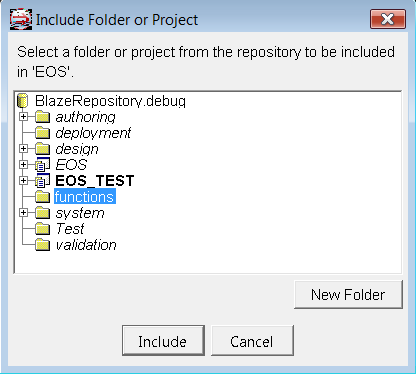 Include Folder or Project
Select a folder or project from the repository to be included
in 'EOS'.
BlazeRepository.debug
authoring
deployment
design
EOS
EOS_TEST
functions
system
Test
validation
New Folder
Include
Cancel